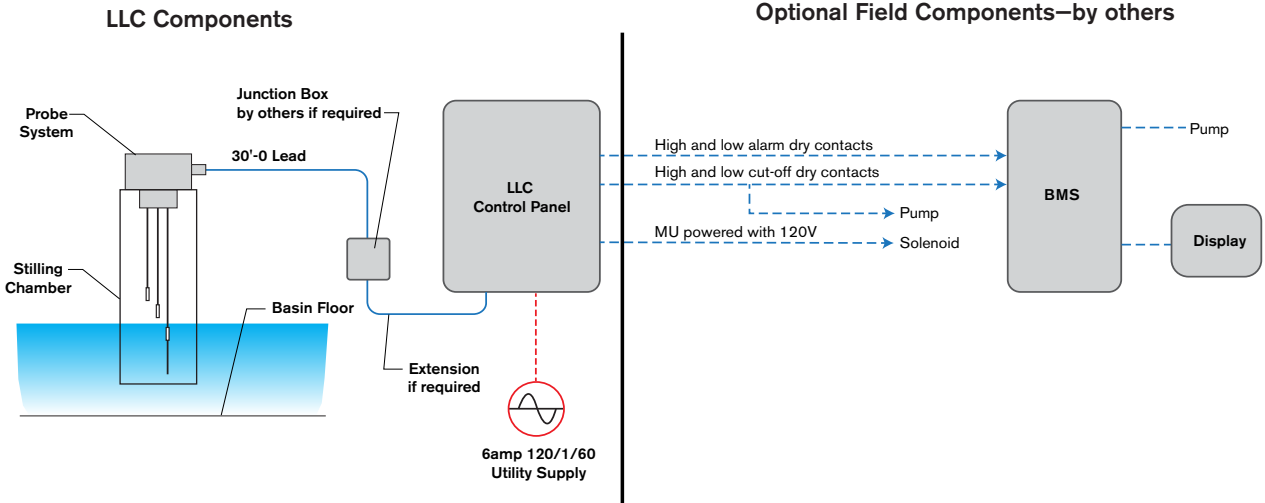 LLC Components
Optional Field Components—by others
Junction Box
by others if required
Probe
System
30'-0 Lead
High and low alarm dry contacts
Pump
High and low cut-off dry contacts
LLC
Control Panel
BMS
Pump
MU powered with 120V
Solenoid
Display
Stilling
Chamber
Basin Floor
Extension
if required
6amp 120/1/60
Utility Supply